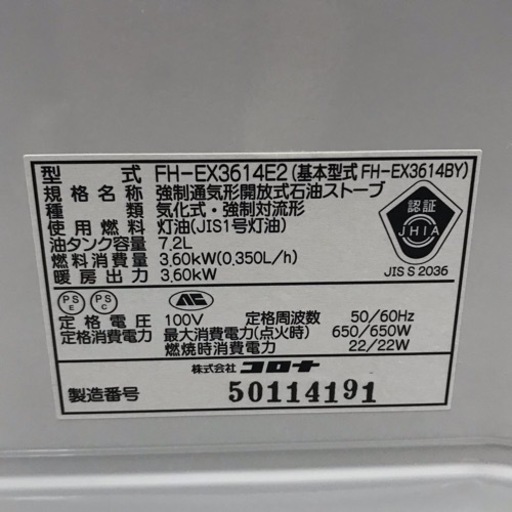 型式 FH-EX3614E2(基本型式FH-EX3614BY)
規格名称 強制通気形開放式石油ストーブ
種類 気化式・強制対流形
使用燃料 灯油(JIS1号灯油)
油タンク容量 7.2L
燃料消費量 3.60kW(0.350L/h)
暖房出力 3.60kW
認証
JHIA
JIS S 2036
PS E PS C
定格電圧 100V 定格周波数 50/60Hz
定格消費電力 最大消費電力(点火時) 650/650W
燃焼時消費電力 22/22W
株式会社 コロナ
製造番号 50114191